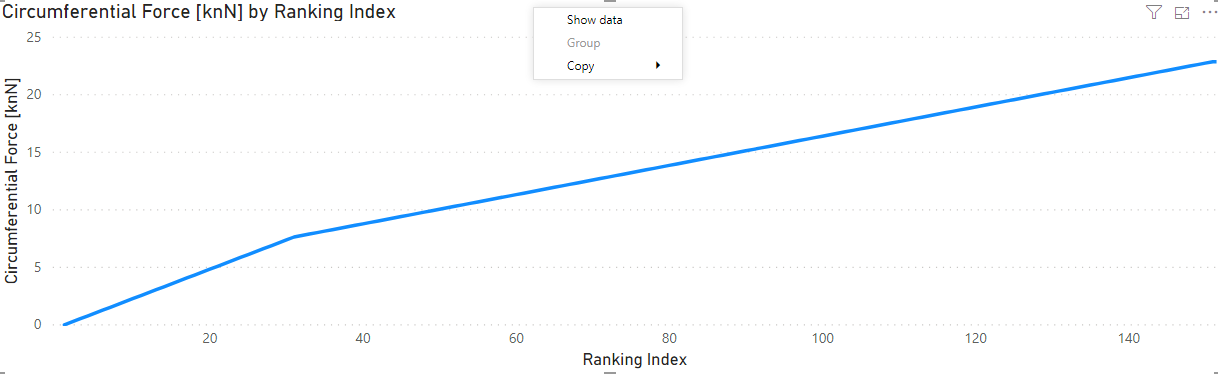 Circumferential Force [knN] by Ranking Index
Show data
Group
Copy
Circumferential Force [knN]
25
20
15
10
5
0
20 40 60 80 100 120 140
Ranking Index